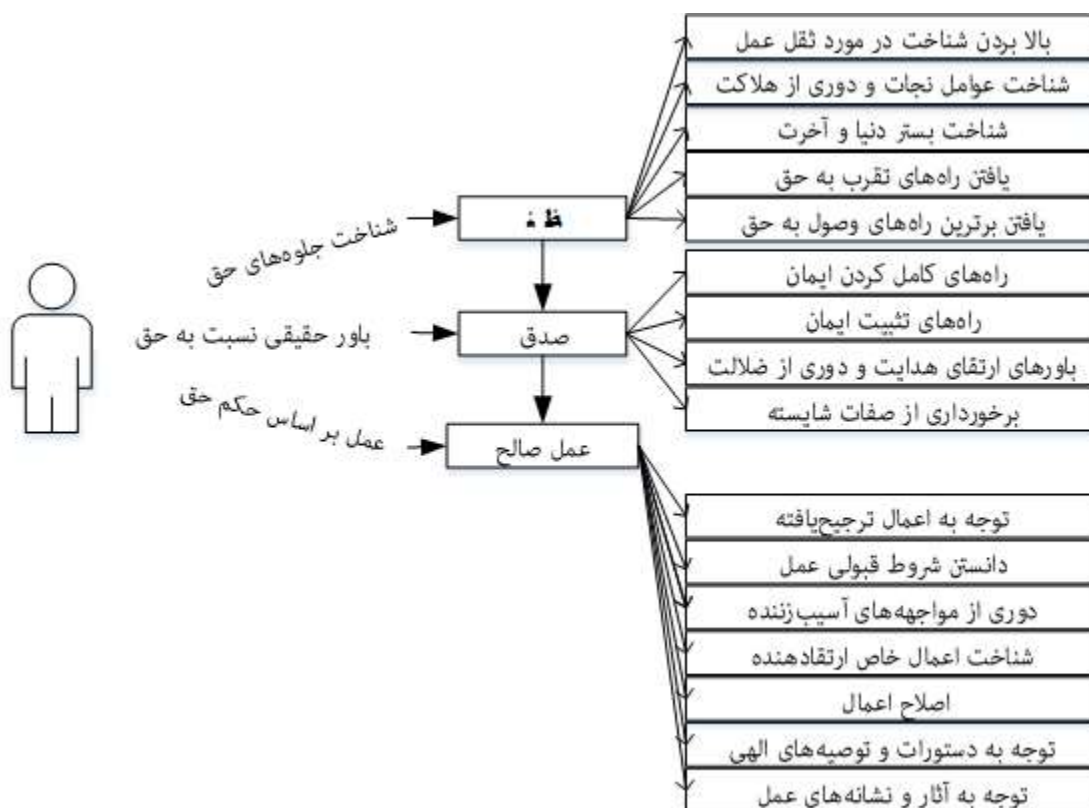 بالا بردن شناخت در مورد ثقل عمل
شناخت عوامل نجات و دوری از هلاکت
شناخت بستر دنیا و آخرت
یافتن راه‌های تقرب به حق
یافتن برترین راه‌های وصول به حق
شناخت جلوه‌های حق
راه‌های کامل کردن ایمان
راه‌های تثبیت ایمان
باورهای ارتقای هدایت و دوری از ضلالت
برخورداری از صفات شایسته
صدق
باور حقیقی نسبت به حق
عمل صالح
عمل بر اساس حکم حق
توجه به اعمال ترجیح‌یافته
دانستن شروط قبولی عمل
دوری از مواجهه‌های آسیب‌زننده
شناخت اعمال خاص ارتقادهنده
اصلاح اعمال
توجه به دستورات و توصیه‌های الهی
توجه به آثار و نشانه‌های عمل